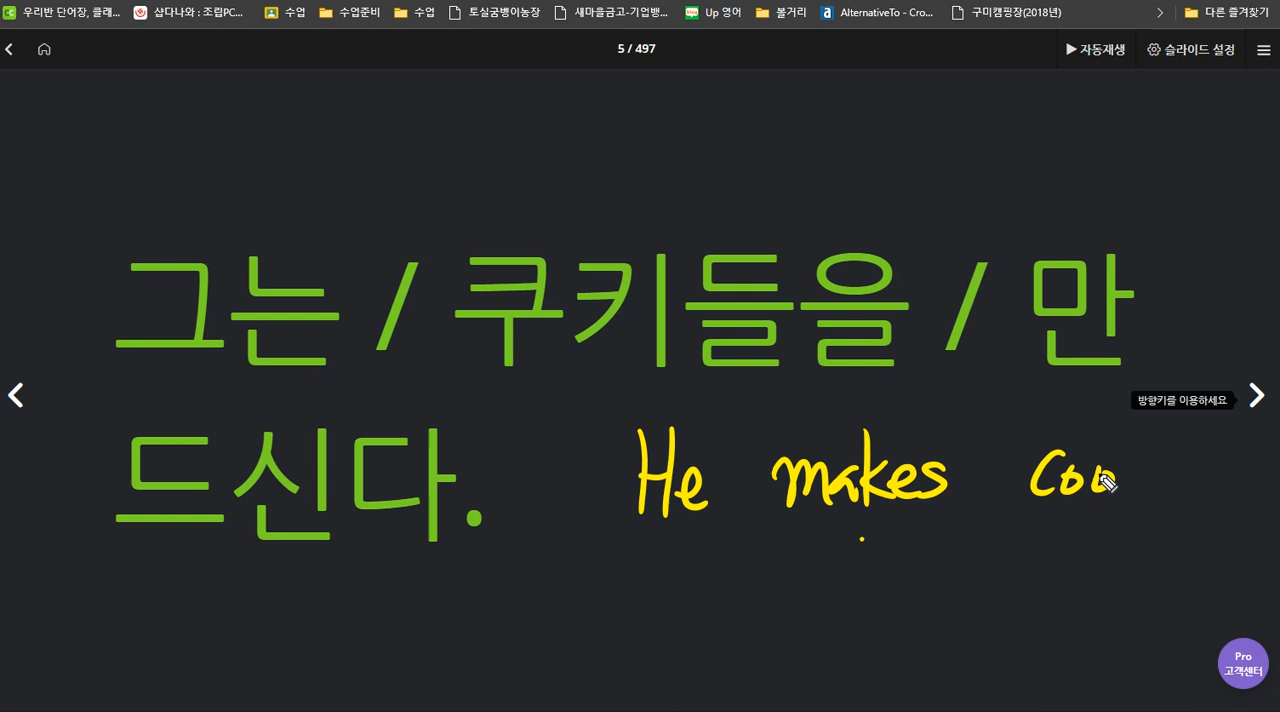 우리반 단어장, 클래...
샵다나와 : 조립PC...
수업
수업준비
수업
토실굼벵이농장
새마을금고-기업뱅...
Up 영어
볼거리
AlternativeTo - Cro...
구미캠핑장(2018년)
다른 즐겨찾기
5 / 497
자동재생
슬라이드 설정
그는 / 쿠키들을 / 만
방향키를 이용하세요
드신다.
He makes coo
Pro
고객센터